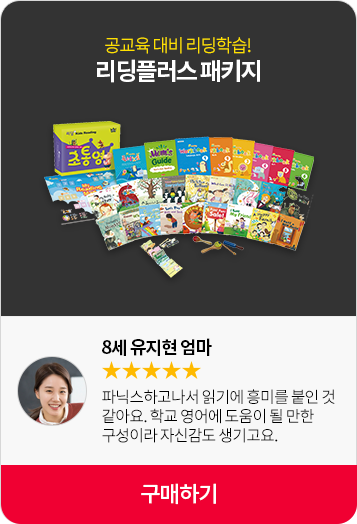 공교육 대비 리딩학습!
리딩플러스 패키지
초등영
Guide
8세 유지현 엄마
★★★★★
파닉스하고나서 읽기에 흥미를 붙인 것
같아요. 학교 영어에 도움이 될 만한
구성이라 자신감도 생기고요.
구매하기